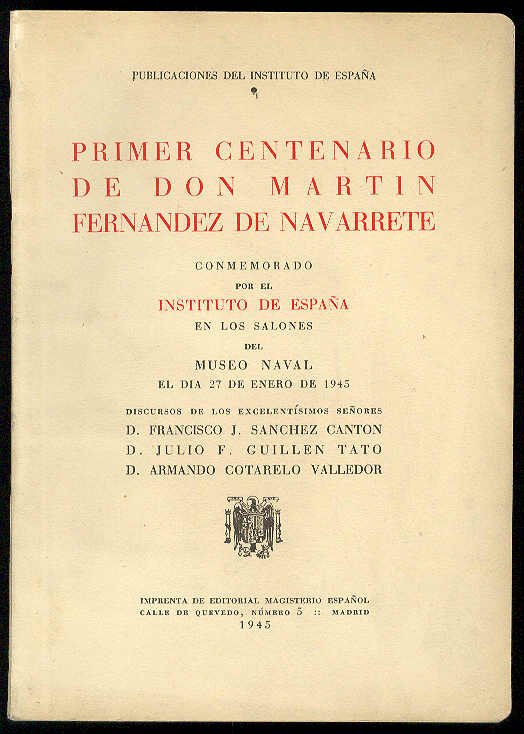 PUBLICACIONES DEL INSTITUTO DE ESPAÑA
PRIMER CENTENARIO
DE DON MARTIN
FERNANDEZ DE NAVARRETE
CONMEMORADO
POR EL
INSTITUTO DE ESPAÑA
EN LOS SALONES
DEL
MUSEO NAVAL
EL DIA 27 DE ENERO DE 1945
DISCURSOS DE LOS EXCELENTÍSIMOS SEÑORES
D. FRANCISCO J. SANCHEZ CANTON
D. JULIO F. GUILLEN TATO
D. ARMANDO COTARELO VALLEDOR
IMPRENTA DE EDITORIAL MAGISTERIO ESPAÑOL
CALLE DE QUEVEDO, NÚMERO 5 :: MADRID
1945